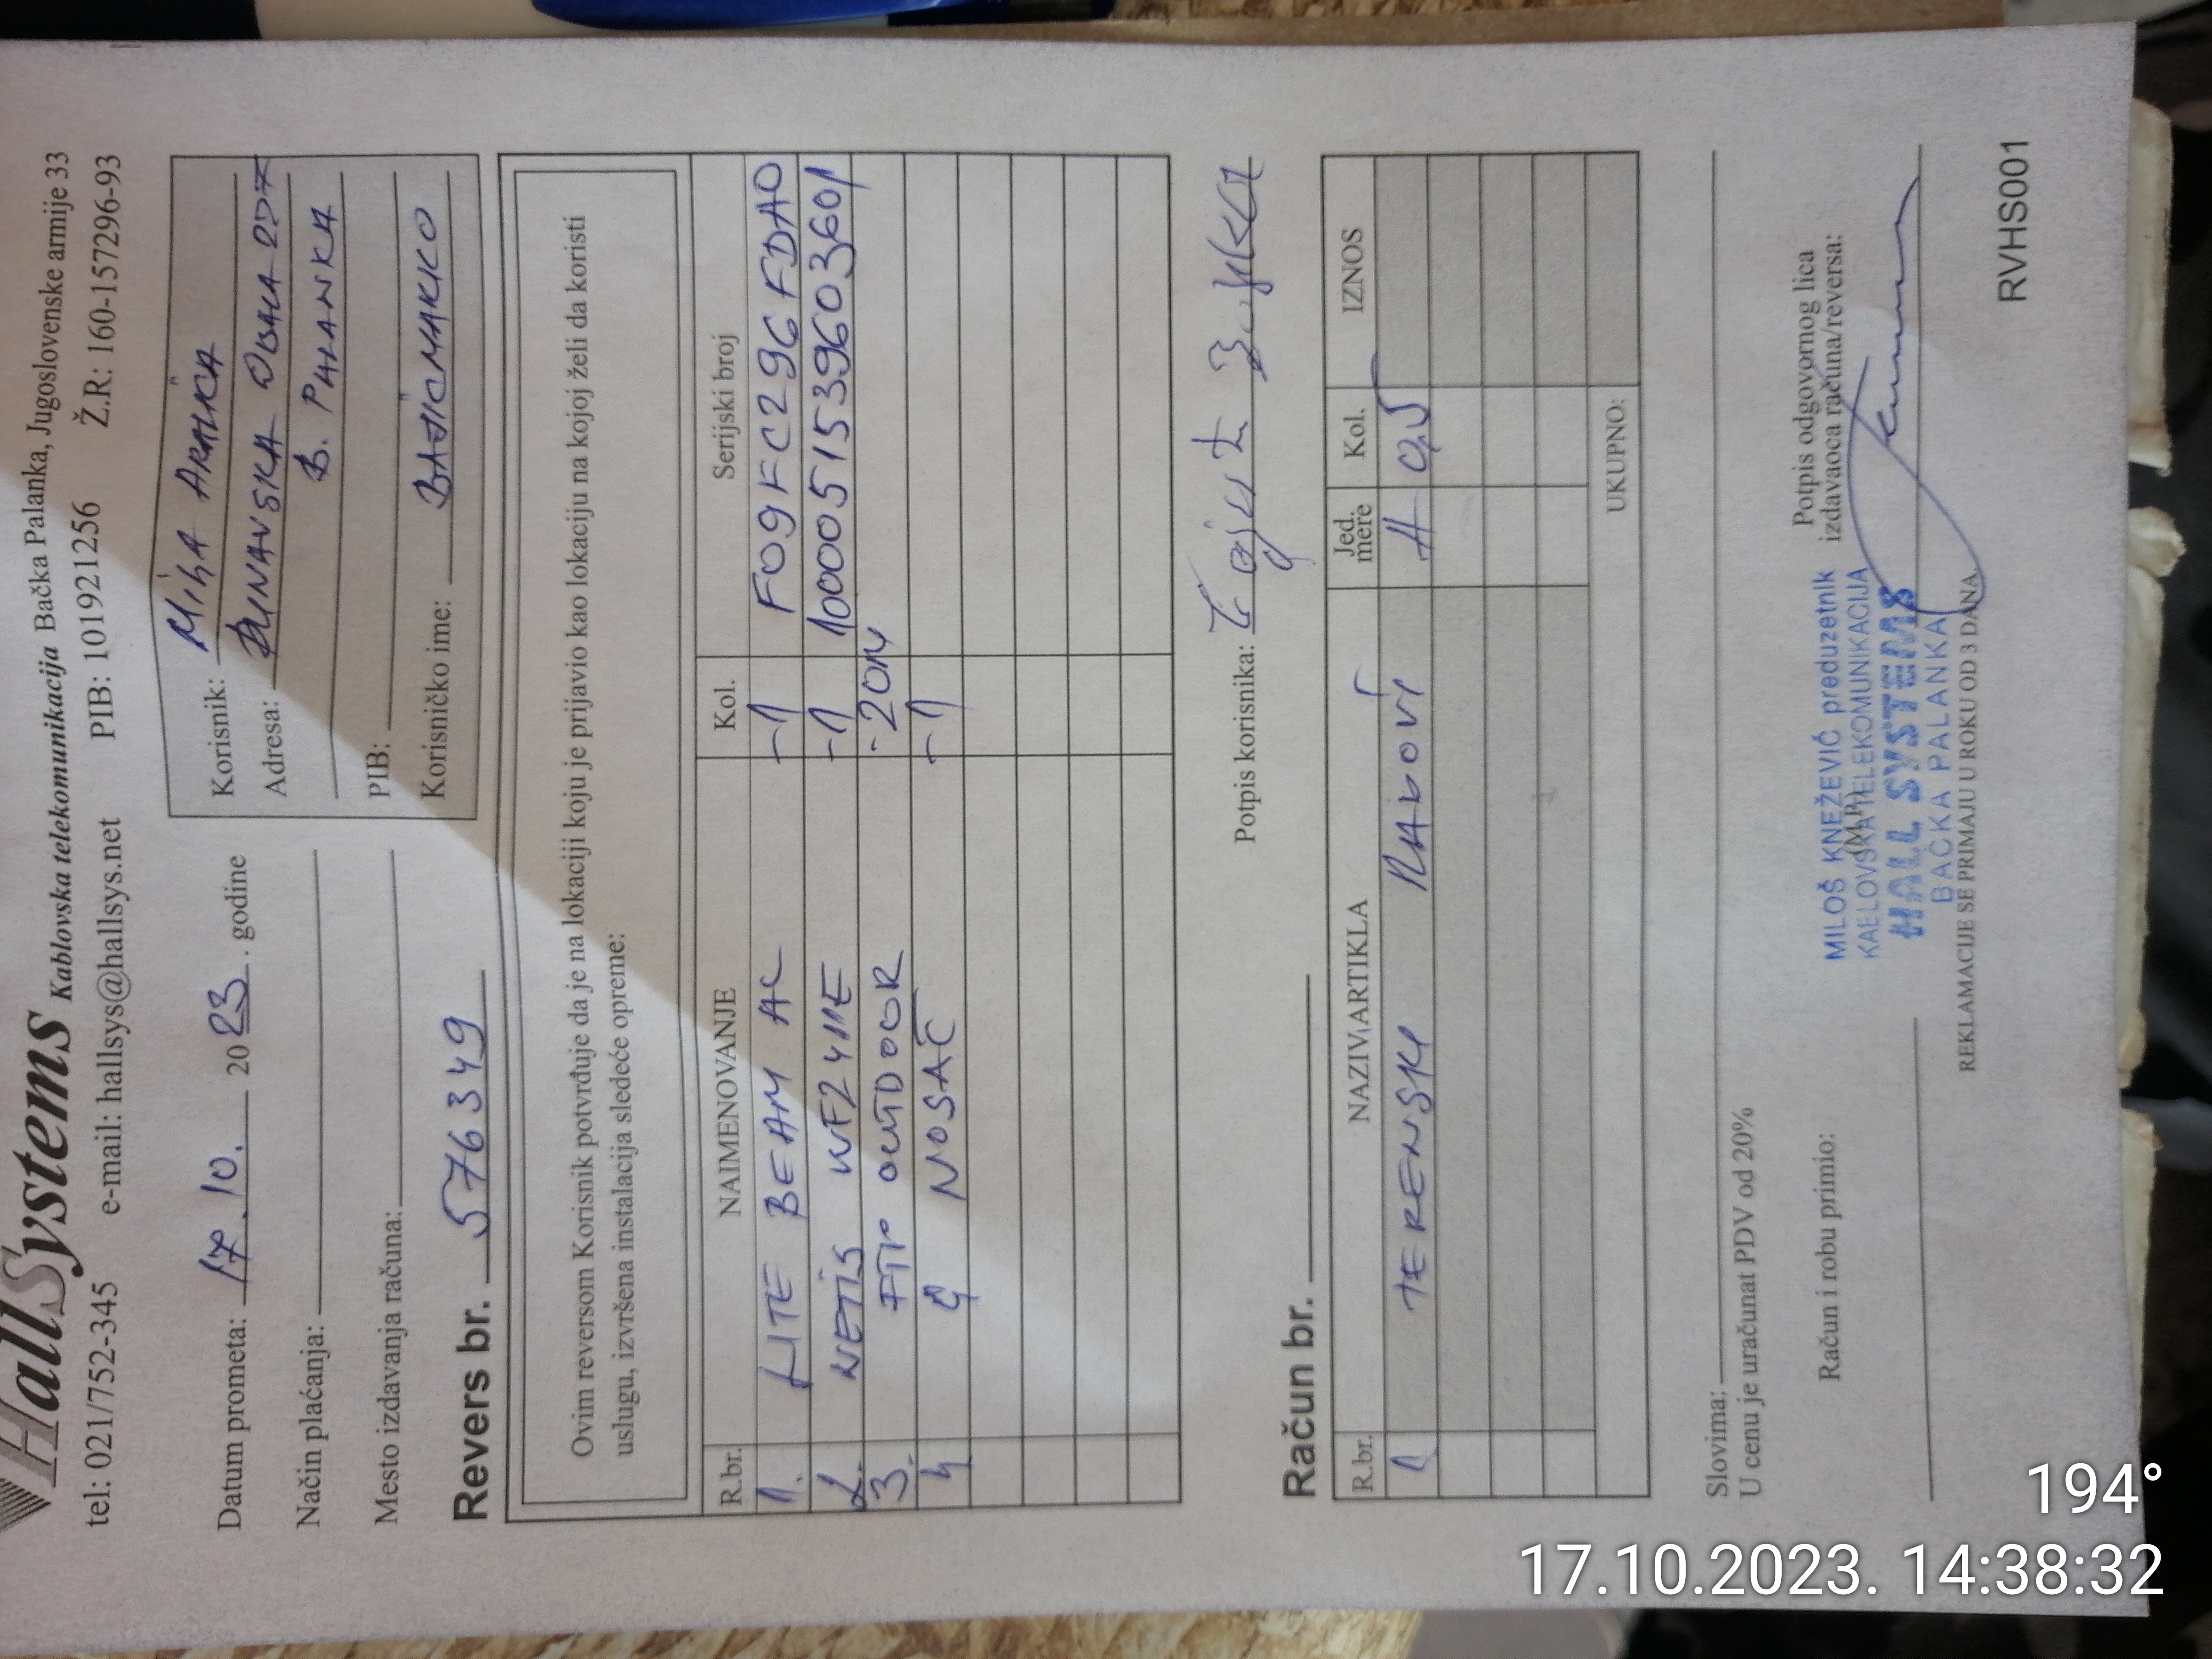 HallSystems Kablovska telekomunikacija Bačka Palanka, Jugoslovenske armije 33
tel: 021/752-345 e-mail: hallsys@hallsys.net PIB: 101921256 Ž.R: 160-157296-93
Datum prometa: 17.10. 2023. godine
Način plaćanja:
Mesto izdavanja računa:
Korisnik: MIŠA ARALICA
Adresa: DUNAVSKA OBALA
B. PALANKA
PIB:
Korisničko ime: BAJICMARKO
Revers br. 576349
Ovim reversom Korisnik potvrđuje da je na lokaciji koju je prijavio kao lokaciju na kojoj želi da koristi
uslugu, izvršena instalacija sledeće opreme:
R.br. NAIMENOVANJE Kol. Serijski broj
1. LITE BEAM AC -1 F09FC296FDA0
2. NETIS WF2411E -1 1000051539603601
3. FTP OUTDOOR -20M
4 NOSAČ -1
Potpis korisnika:
Račun br.
R.br. NAZIV ARTIKLA Jed. mere Kol. IZNOS
1 TERENSKI RADOVI H 0,5
UKUPNO:
Slovima:
U cenu je uračunat PDV od 20%
Račun i robu primio:
(M.P.)
Potpis odgovornog lica
izdavaoca računa/reversa:
MILOŠ KNEŽEVIĆ preduzetnik
KABLOVSKA TELEKOMUNIKACIJA
HALL SYSTEMS
BAČKA PALANKA
REKLAMACIJE SE PRIMAJU U ROKU OD 3 DANA
RVHS001
194°
17.10.2023. 14:38:32